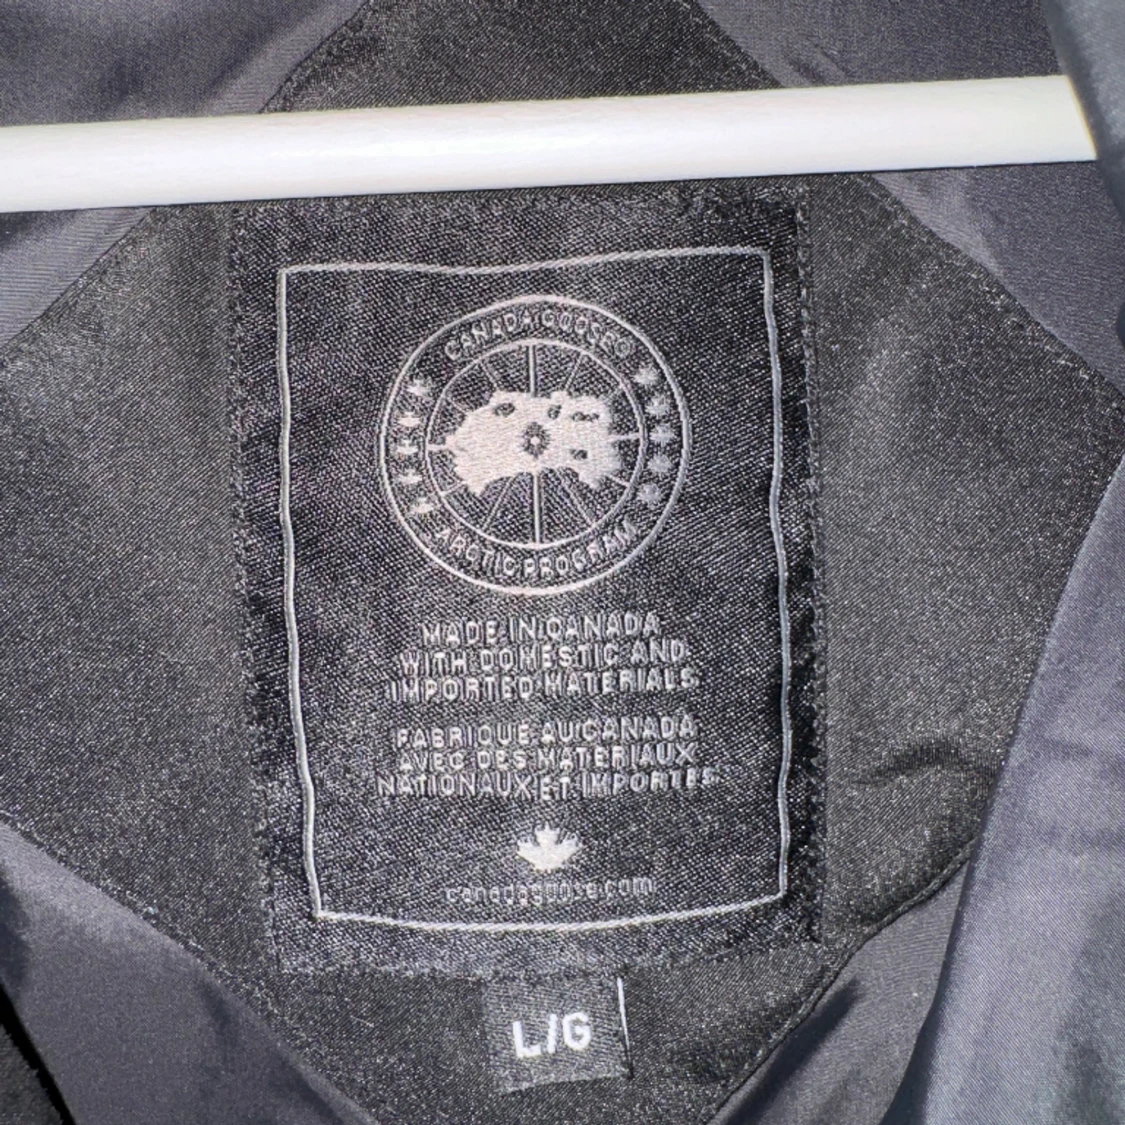 CANADA GOOSE
ARCTIC PROGRAM
MADE IN CANADA
WITH DOMESTIC AND
IMPORTED MATERIALS
FABRIQUÉ AU CANADA
AVEC DES MATERIAUX
NATIONAUX ET IMPORTES
canadagoose.com
L/G